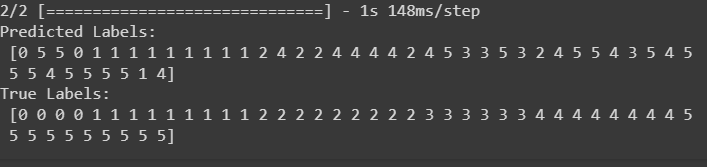 2/2 [==============================] - 1s 148ms/step
Predicted Labels:
[0 5 5 0 1 1 1 1 1 1 1 1 1 1 2 4 2 2 4 4 4 4 2 4 5 3 3 5 3 2 4 5 5 4 3 5 4 5
5 5 4 5 5 5 5 1 4]
True Labels:
[0 0 0 0 1 1 1 1 1 1 1 1 1 1 2 2 2 2 2 2 2 2 2 3 3 3 3 3 3 4 4 4 4 4 4 4 4 5
5 5 5 5 5 5 5 5 5]